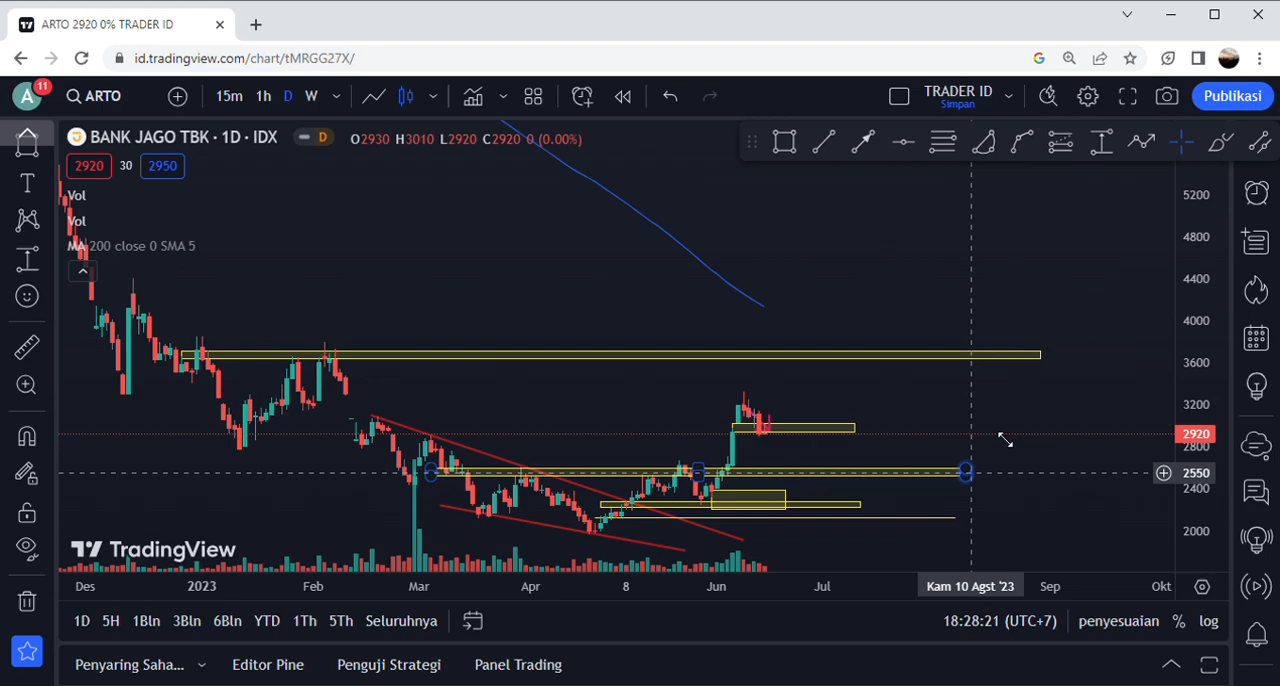 ARTO 2920 0% TRADER ID
id.tradingview.com/chart/tMRGG27X/
A 11 ARTO 15m 1h D W TRADER ID Simpan Publikasi
BANK JAGO TBK · 1D · IDX D O2930 H3010 L2920 C2920 0 (0.00%)
2920 30 2950
Vol
Vol
MA 200 close 0 SMA 5
5200
4800
4400
4000
3600
3200
2920
2800
2550
2400
2000
TradingView
Des 2023 Feb Mar Apr 8 Jun Jul Kam 10 Agst '23 Sep Okt
1D 5H 1Bln 3Bln 6Bln YTD 1Th 5Th Seluruhnya 18:28:21 (UTC+7) penyesuaian % log
Penyaring Saha... Editor Pine Penguji Strategi Panel Trading